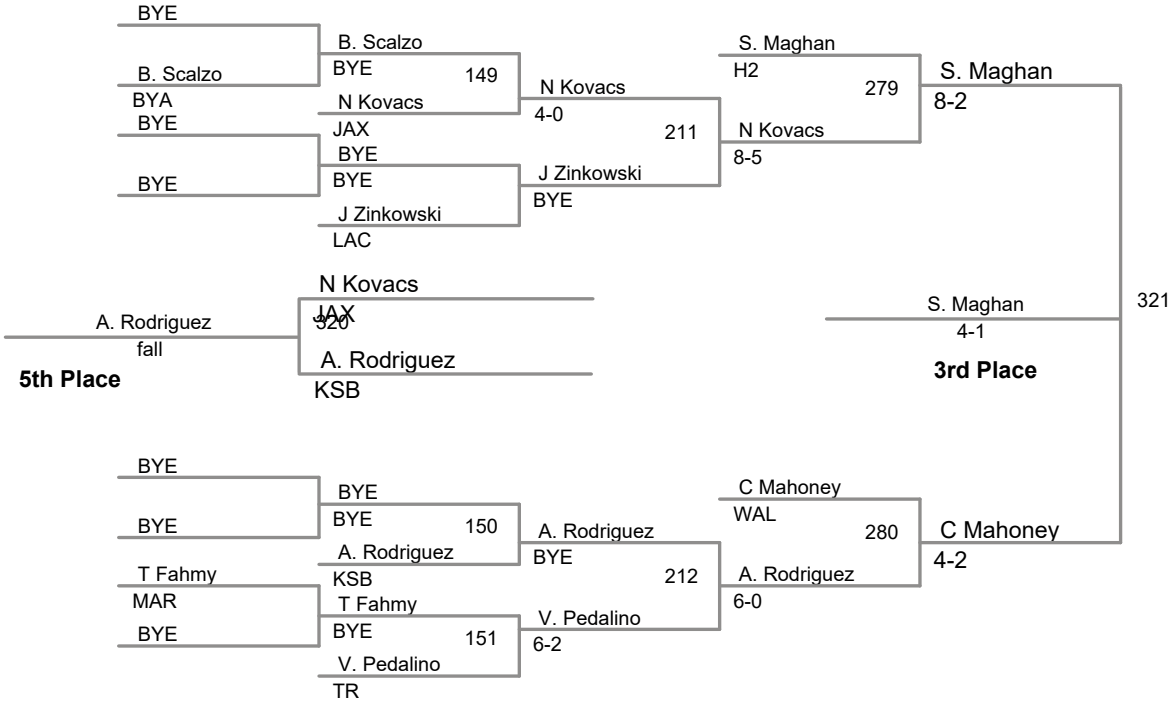 BYE
B. Scalzo
BYA
BYE
BYE
B. Scalzo
BYE
149
N Kovacs
JAX
BYE
BYE
J Zinkowski
LAC
N Kovacs
4-0
211
J Zinkowski
BYE
S. Maghan
H2
279
N Kovacs
8-5
S. Maghan
8-2
N Kovacs
JAX
320
A. Rodriguez
KSB
A. Rodriguez
fall
5th Place
S. Maghan
4-1
3rd Place
321
BYE
BYE
T Fahmy
MAR
BYE
BYE
BYE
150
A. Rodriguez
KSB
T Fahmy
BYE
151
V. Pedalino
TR
A. Rodriguez
BYE
212
V. Pedalino
6-2
C Mahoney
WAL
280
A. Rodriguez
6-0
C Mahoney
4-2